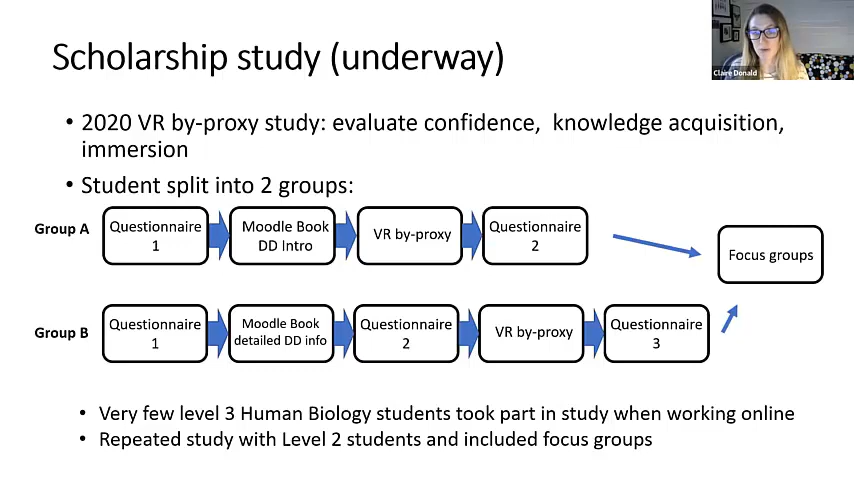 Scholarship study (underway)
Claire Donald
• 2020 VR by-proxy study: evaluate confidence, knowledge acquisition,
immersion
• Student split into 2 groups:
Group A
Questionnaire
1
Moodle Book
DD Intro
VR by-proxy
Questionnaire
2
Focus groups
Group B
Questionnaire
1
Moodle Book
detailed DD info
Questionnaire
2
VR by-proxy
Questionnaire
3
• Very few level 3 Human Biology students took part in study when working online
• Repeated study with Level 2 students and included focus groups